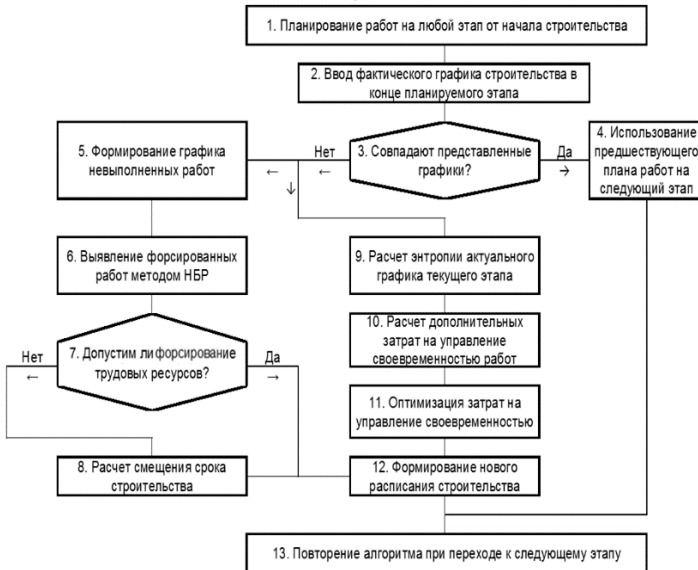 1. Планирование работ на любой этап от начала строительства
2. Ввод фактического графика строительства в
конце планируемого этапа
3. Совпадают представленные
графики?
Да
→
4. Использование
предшествующего
плана работ на
следующий этап
Нет
←
↓
←
5. Формирование графика
невыполненных работ
6. Выявление форсированных
работ методом НБР
7. Допустим ли форсирование
трудовых ресурсов?
Нет
←
Да
→
8. Расчет смещения срока
строительства
9. Расчет энтропии актуального
графика текущего этапа
10. Расчет дополнительных
затрат на управление
своевременностью работ
11. Оптимизация затрат на
управление своевременностью
12. Формирование нового
расписания строительства
13. Повторение алгоритма при переходе к следующему этапу